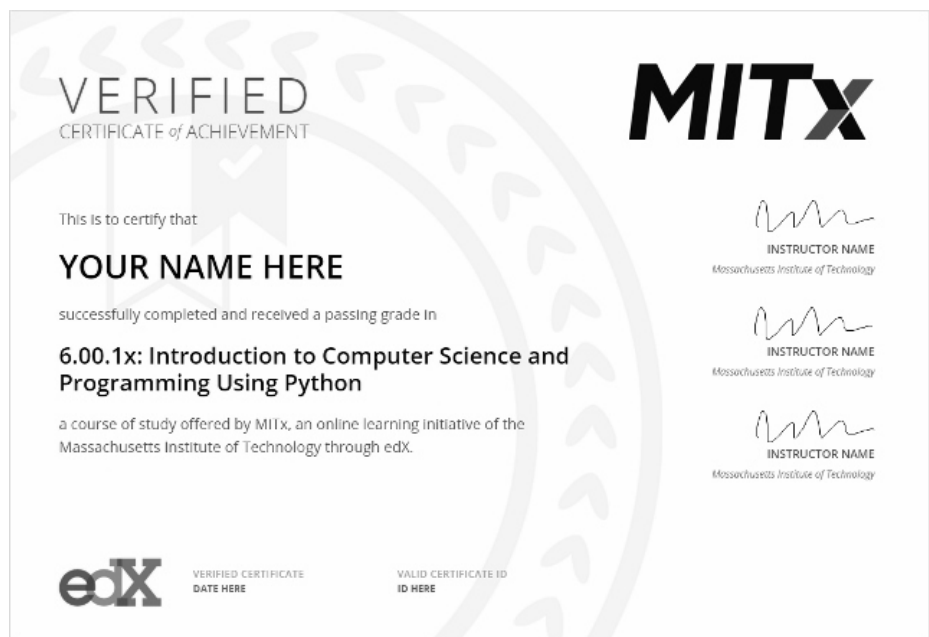 VERIFIED
CERTIFICATE of ACHIEVEMENT
MITx
This is to certify that
YOUR NAME HERE
successfully completed and received a passing grade in
6.00.1x: Introduction to Computer Science and
Programming Using Python
a course of study offered by MITx, an online learning initiative of the
Massachusetts Institute of Technology through edX.
INSTRUCTOR NAME
Massachusetts Institute of Technology
INSTRUCTOR NAME
Massachusetts Institute of Technology
INSTRUCTOR NAME
Massachusetts Institute of Technology
edX
VERIFIED CERTIFICATE
DATE HERE
VALID CERTIFICATE ID
ID HERE